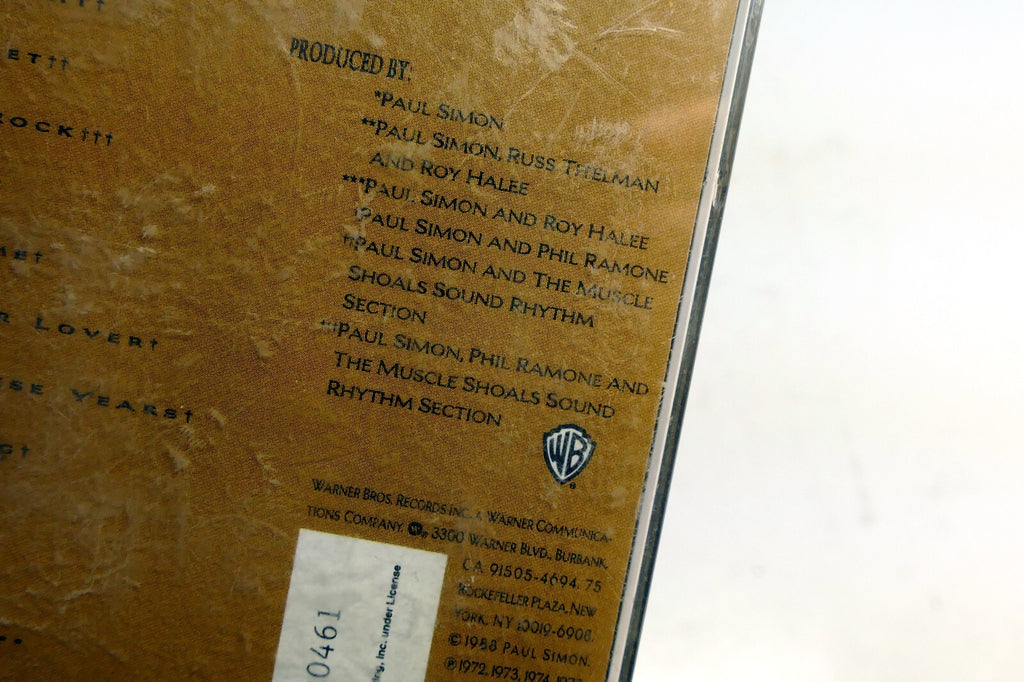 ET††
OCK†††
ME†
R LOVER†
SE YEARS†
G†
PRODUCED BY:
*PAUL SIMON
**PAUL SIMON, RUSS TITELMAN
AND ROY HALEE
***PAUL SIMON AND ROY HALEE
†PAUL SIMON AND PHIL RAMONE
††PAUL SIMON AND THE MUSCLE
SHOALS SOUND RHYTHM
SECTION
†††PAUL SIMON, PHIL RAMONE AND
THE MUSCLE SHOALS SOUND
RHYTHM SECTION
WB
WARNER BROS. RECORDS INC. A WARNER COMMUNICA-
TIONS COMPANY. 3300 WARNER BLVD., BURBANK,
CA 91505-4694. 75
ROCKEFELLER PLAZA, NEW
YORK, NY 10019-6908.
© 1988 PAUL SIMON.
℗ 1972, 1973, 1974,
0461
Inc. under License